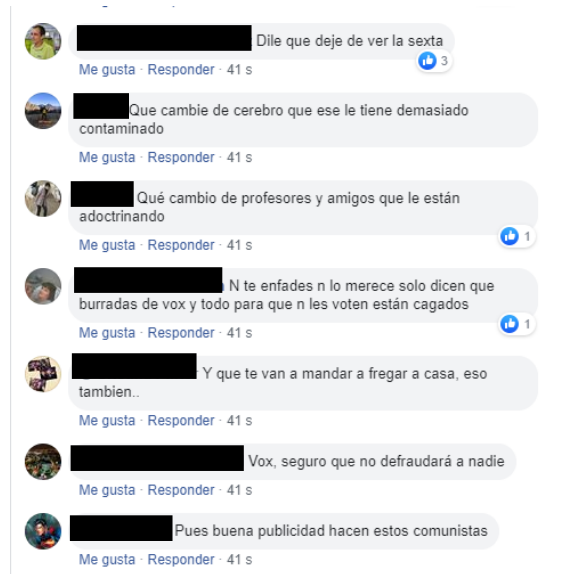 Dile que deje de ver la sexta
3
Me gusta · Responder · 41 s
Que cambie de cerebro que ese le tiene demasiado
contaminado
Me gusta · Responder · 41 s
Qué cambio de profesores y amigos que le están
adoctrinando
1
Me gusta · Responder · 41 s
N te enfades n lo merece solo dicen que
burradas de vox y todo para que n les voten están cagados
1
Me gusta · Responder · 41 s
Y que te van a mandar a fregar a casa, eso
tambien..
Me gusta · Responder · 41 s
Vox, seguro que no defraudará a nadie
Me gusta · Responder · 41 s
Pues buena publicidad hacen estos comunistas
Me gusta · Responder · 41 s